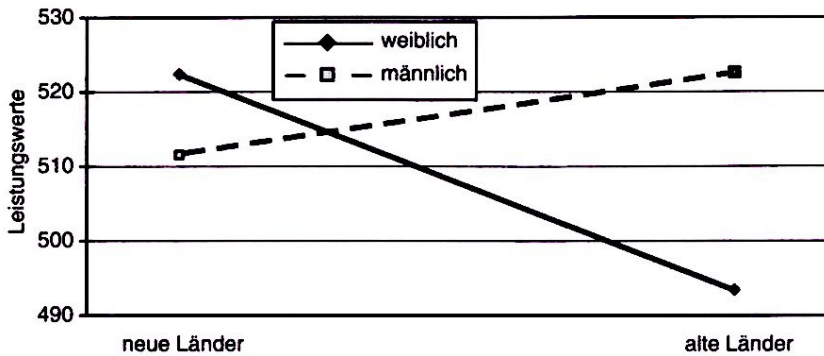 530
520
510
500
490
Leistungswerte
weiblich
männlich
neue Länder
alte Länder